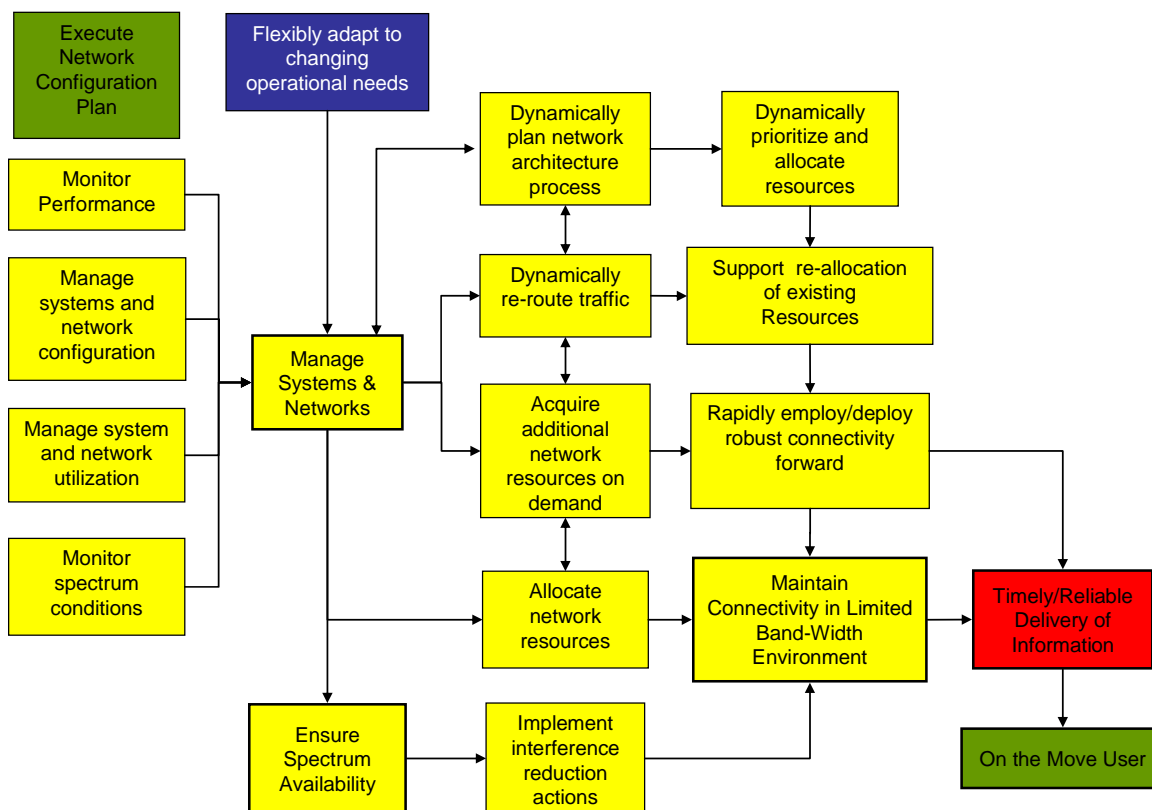 Execute
Network
Configuration
Plan
Flexibly adapt to
changing
operational needs
Dynamically
plan network
architecture
process
Dynamically
prioritize and
allocate
resources
Monitor
Performance
Manage
systems and
network
configuration
Dynamically
re-route traffic
Support re-allocation
of existing
Resources
Manage
Systems &
Networks
Manage system
and network
utilization
Acquire
additional
network
resources on
demand
Rapidly employ/deploy
robust connectivity
forward
Monitor
spectrum
conditions
Allocate
network
resources
Maintain
Connectivity in Limited
Band-Width
Environment
Timely/Reliable
Delivery of
Information
Ensure
Spectrum
Availability
Implement
interference
reduction
actions
On the Move User